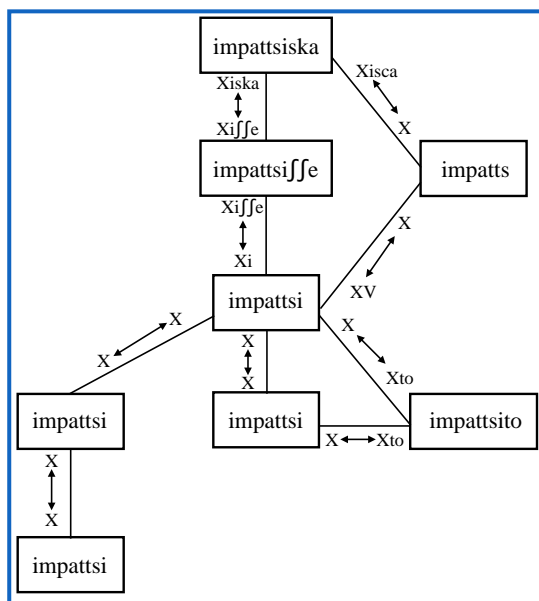 impattsiska
Xiska
Xisca
X
Xiʃʃe
impattsiʃʃe
impatts
Xiʃʃe
X
Xi
XV
impattsi
X
X
X
X
X
Xto
impattsi
impattsi
impattsito
X
Xto
X
X
impattsi